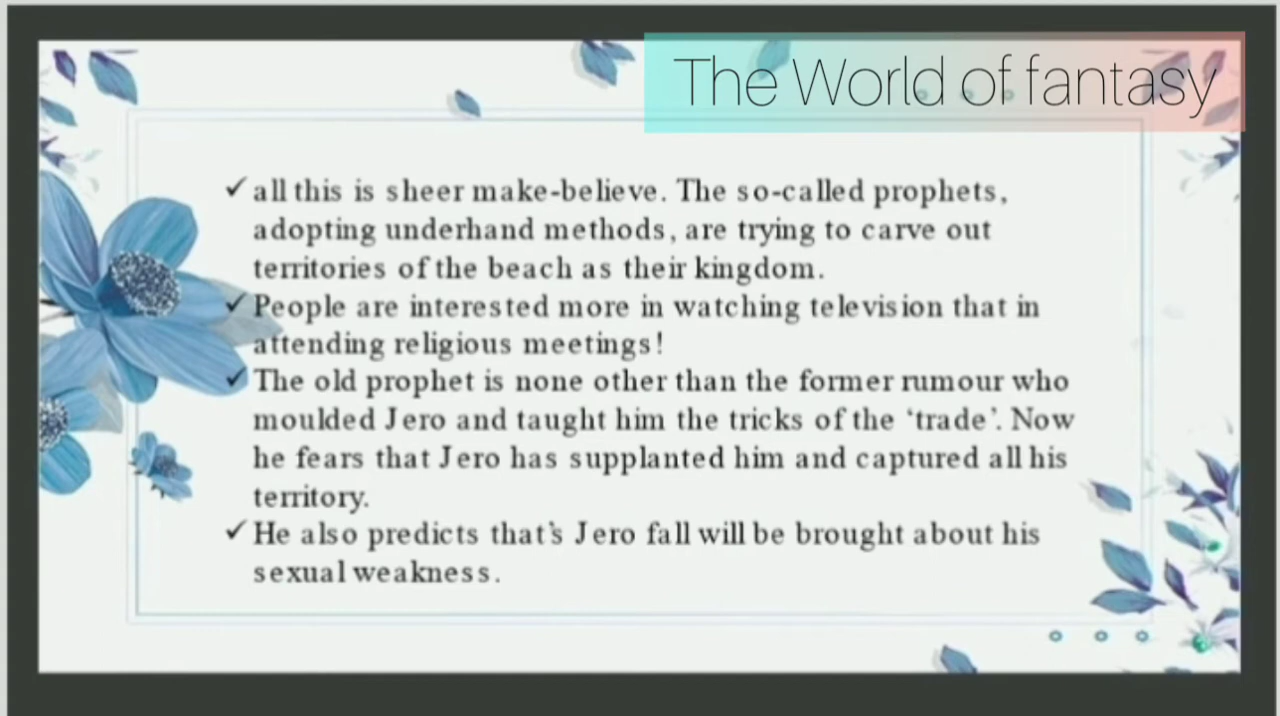 The World of fantasy
✓ all this is sheer make-believe. The so-called prophets,
adopting underhand methods, are trying to carve out
territories of the beach as their kingdom.
✓ People are interested more in watching television that in
attending religious meetings!
✓ The old prophet is none other than the former rumour who
moulded Jero and taught him the tricks of the ‘trade’. Now
he fears that Jero has supplanted him and captured all his
territory.
✓ He also predicts that’s Jero fall will be brought about his
sexual weakness.